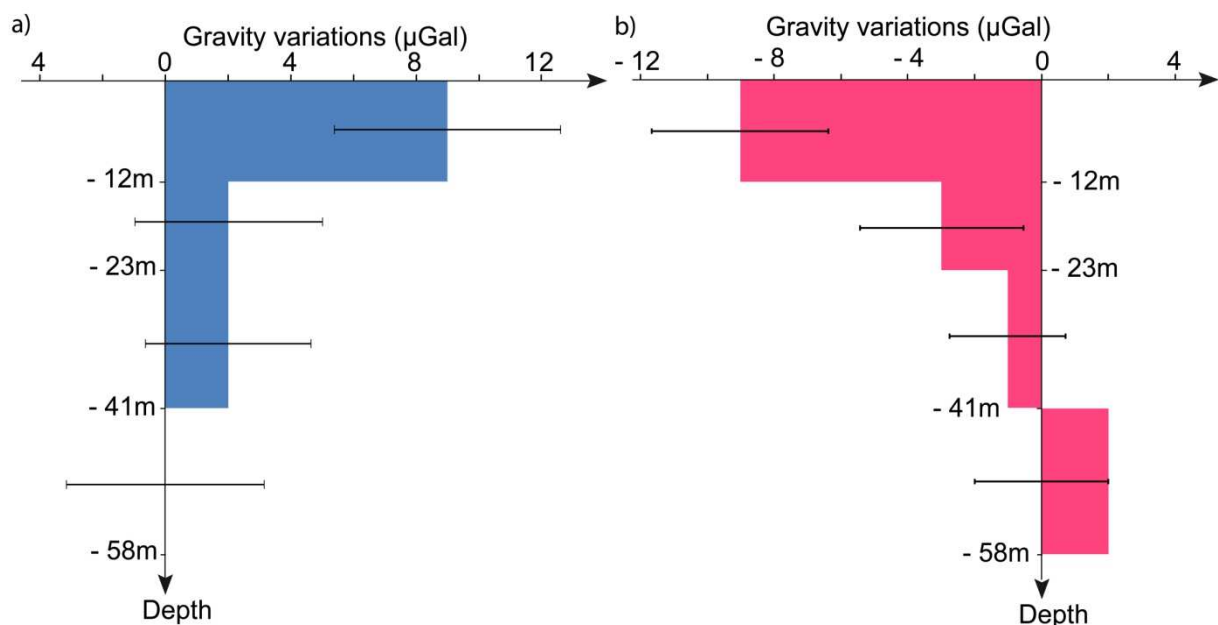 a)
Gravity variations (μGal)
4 0 4 8 12
- 12m
- 23m
- 41m
- 58m
Depth
b)
Gravity variations (μGal)
- 12 - 8 - 4 0 4
- 12m
- 23m
- 41m
- 58m
Depth